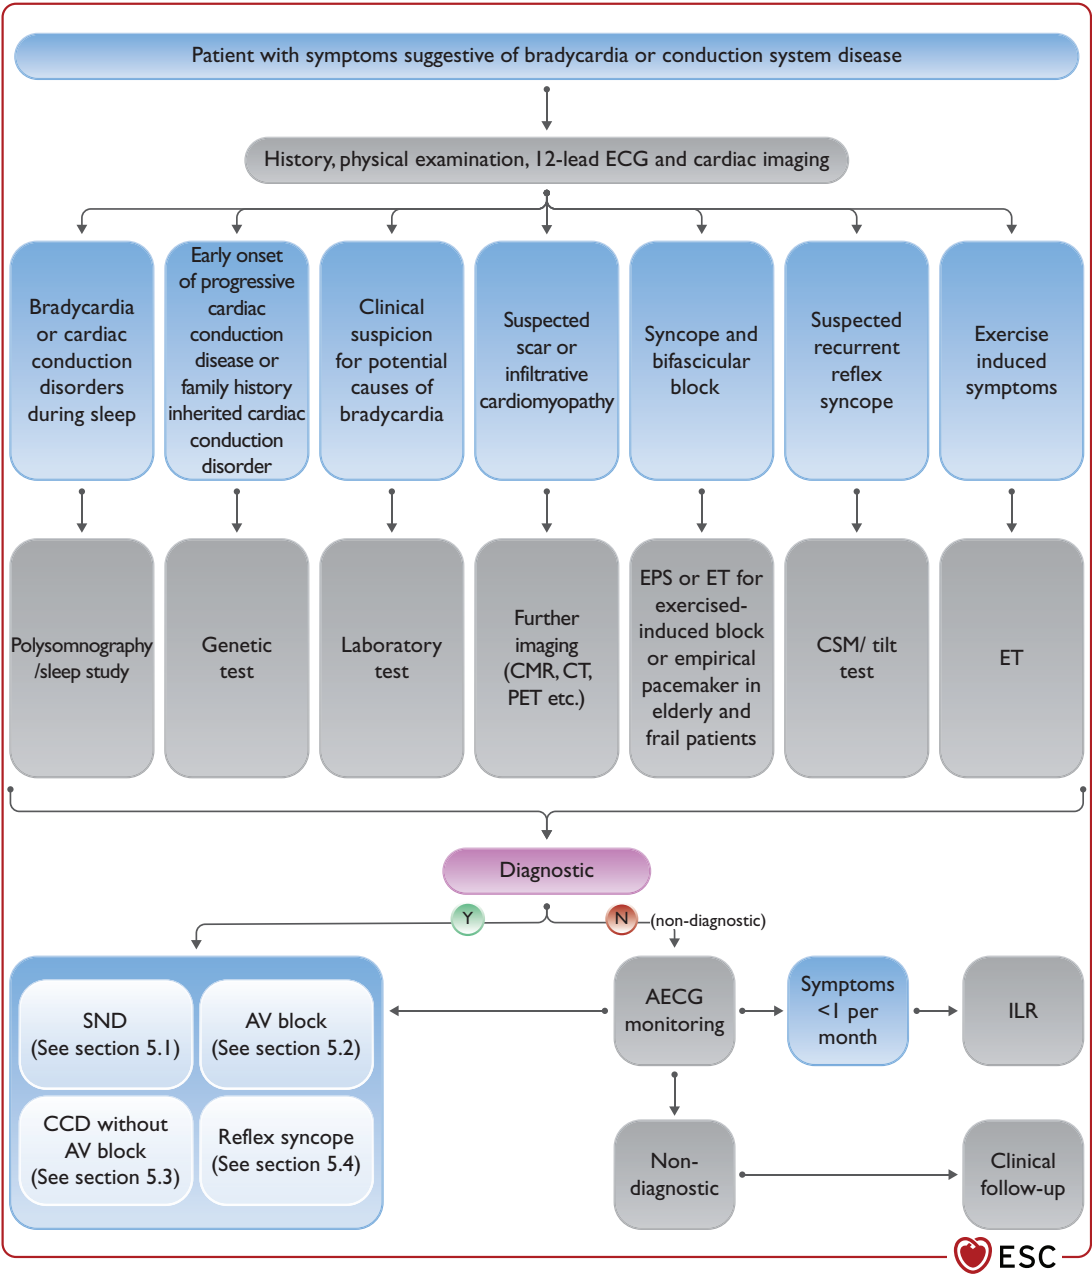 Patient with symptoms suggestive of bradycardia or conduction system disease
History, physical examination, 12-lead ECG and cardiac imaging
Bradycardia
or cardiac
conduction
disorders
during sleep
Early onset
of progressive
cardiac
conduction
disease or
family history
inherited cardiac
conduction
disorder
Clinical
suspicion
for potential
causes of
bradycardia
Suspected
scar or
infiltrative
cardiomyopathy
Syncope and
bifascicular
block
Suspected
recurrent
reflex
syncope
Exercise
induced
symptoms
Polysomnography
/sleep study
Genetic
test
Laboratory
test
Further
imaging
(CMR, CT,
PET etc.)
EPS or ET for
exercised-
induced block
or empirical
pacemaker in
elderly and
frail patients
CSM/ tilt
test
ET
Diagnostic
Y
N
(non-diagnostic)
SND
(See section 5.1)
AV block
(See section 5.2)
CCD without
AV block
(See section 5.3)
Reflex syncope
(See section 5.4)
AECG
monitoring
Symptoms
<1 per
month
ILR
Non-
diagnostic
Clinical
follow-up
ESC